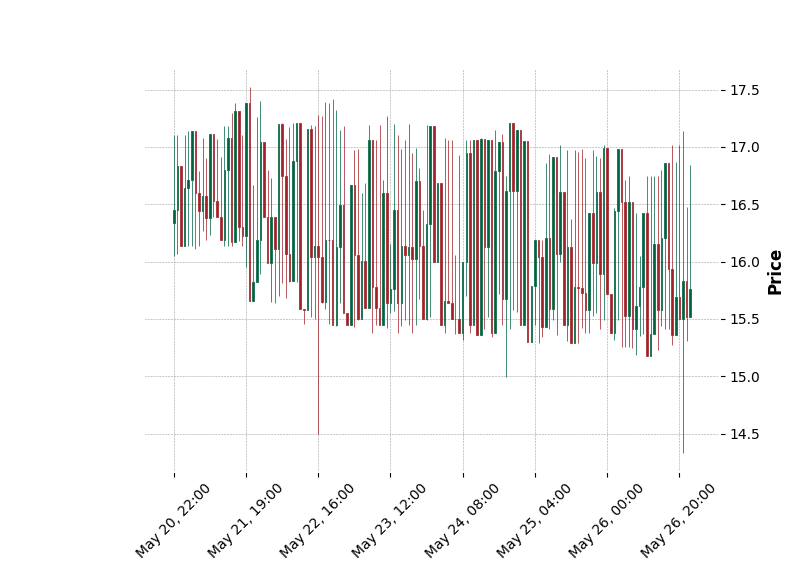 17.5
17.0
16.5
16.0
15.5
15.0
14.5
Price
May 20, 22:00
May 21, 19:00
May 22, 16:00
May 23, 12:00
May 24, 08:00
May 25, 04:00
May 26, 00:00
May 26, 20:00